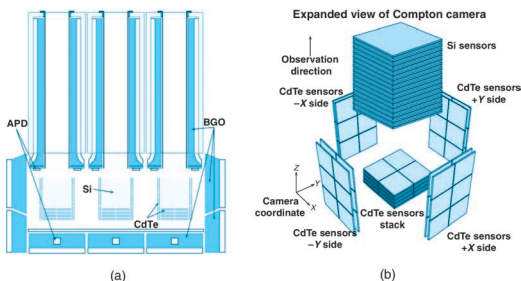 APD
BGO
Si
CdTe
(a)
Expanded view of Compton camera
Observation
direction
Si sensors
CdTe sensors
−X side
CdTe sensors
+Y side
Z
Y
X
Camera
coordinate
CdTe sensors
stack
CdTe sensors
−Y side
CdTe sensors
+X side
(b)